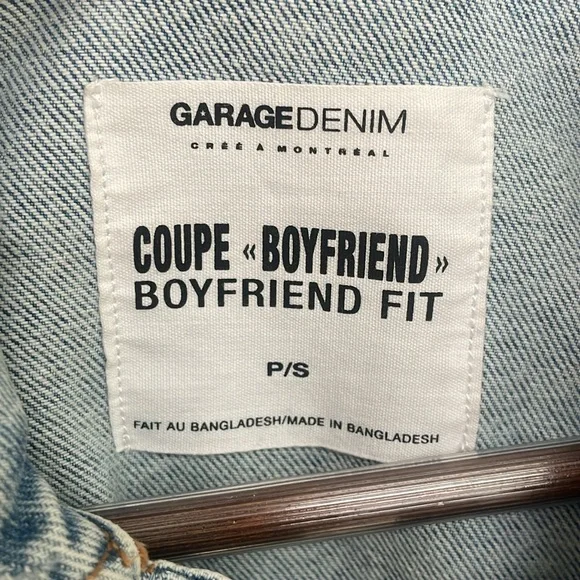 GARAGEDENIM
CRÉÉ À MONTRÉAL
COUPE « BOYFRIEND »
BOYFRIEND FIT
P/S
FAIT AU BANGLADESH/MADE IN BANGLADESH